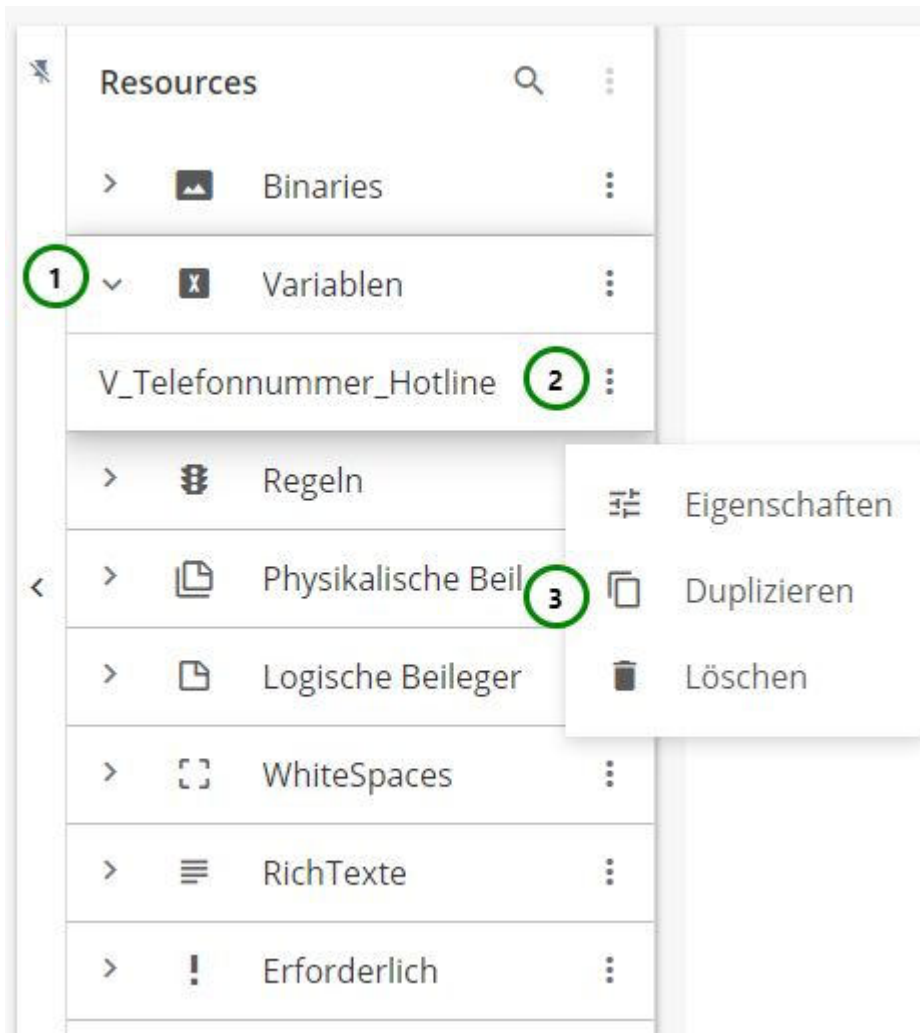 Resources
Binaries
1
X
Variablen
V_Telefonnummer_Hotline
2
Regeln
Eigenschaften
Physikalische Beil
3
Duplizieren
Logische Beileger
Löschen
WhiteSpaces
RichTexte
Erforderlich